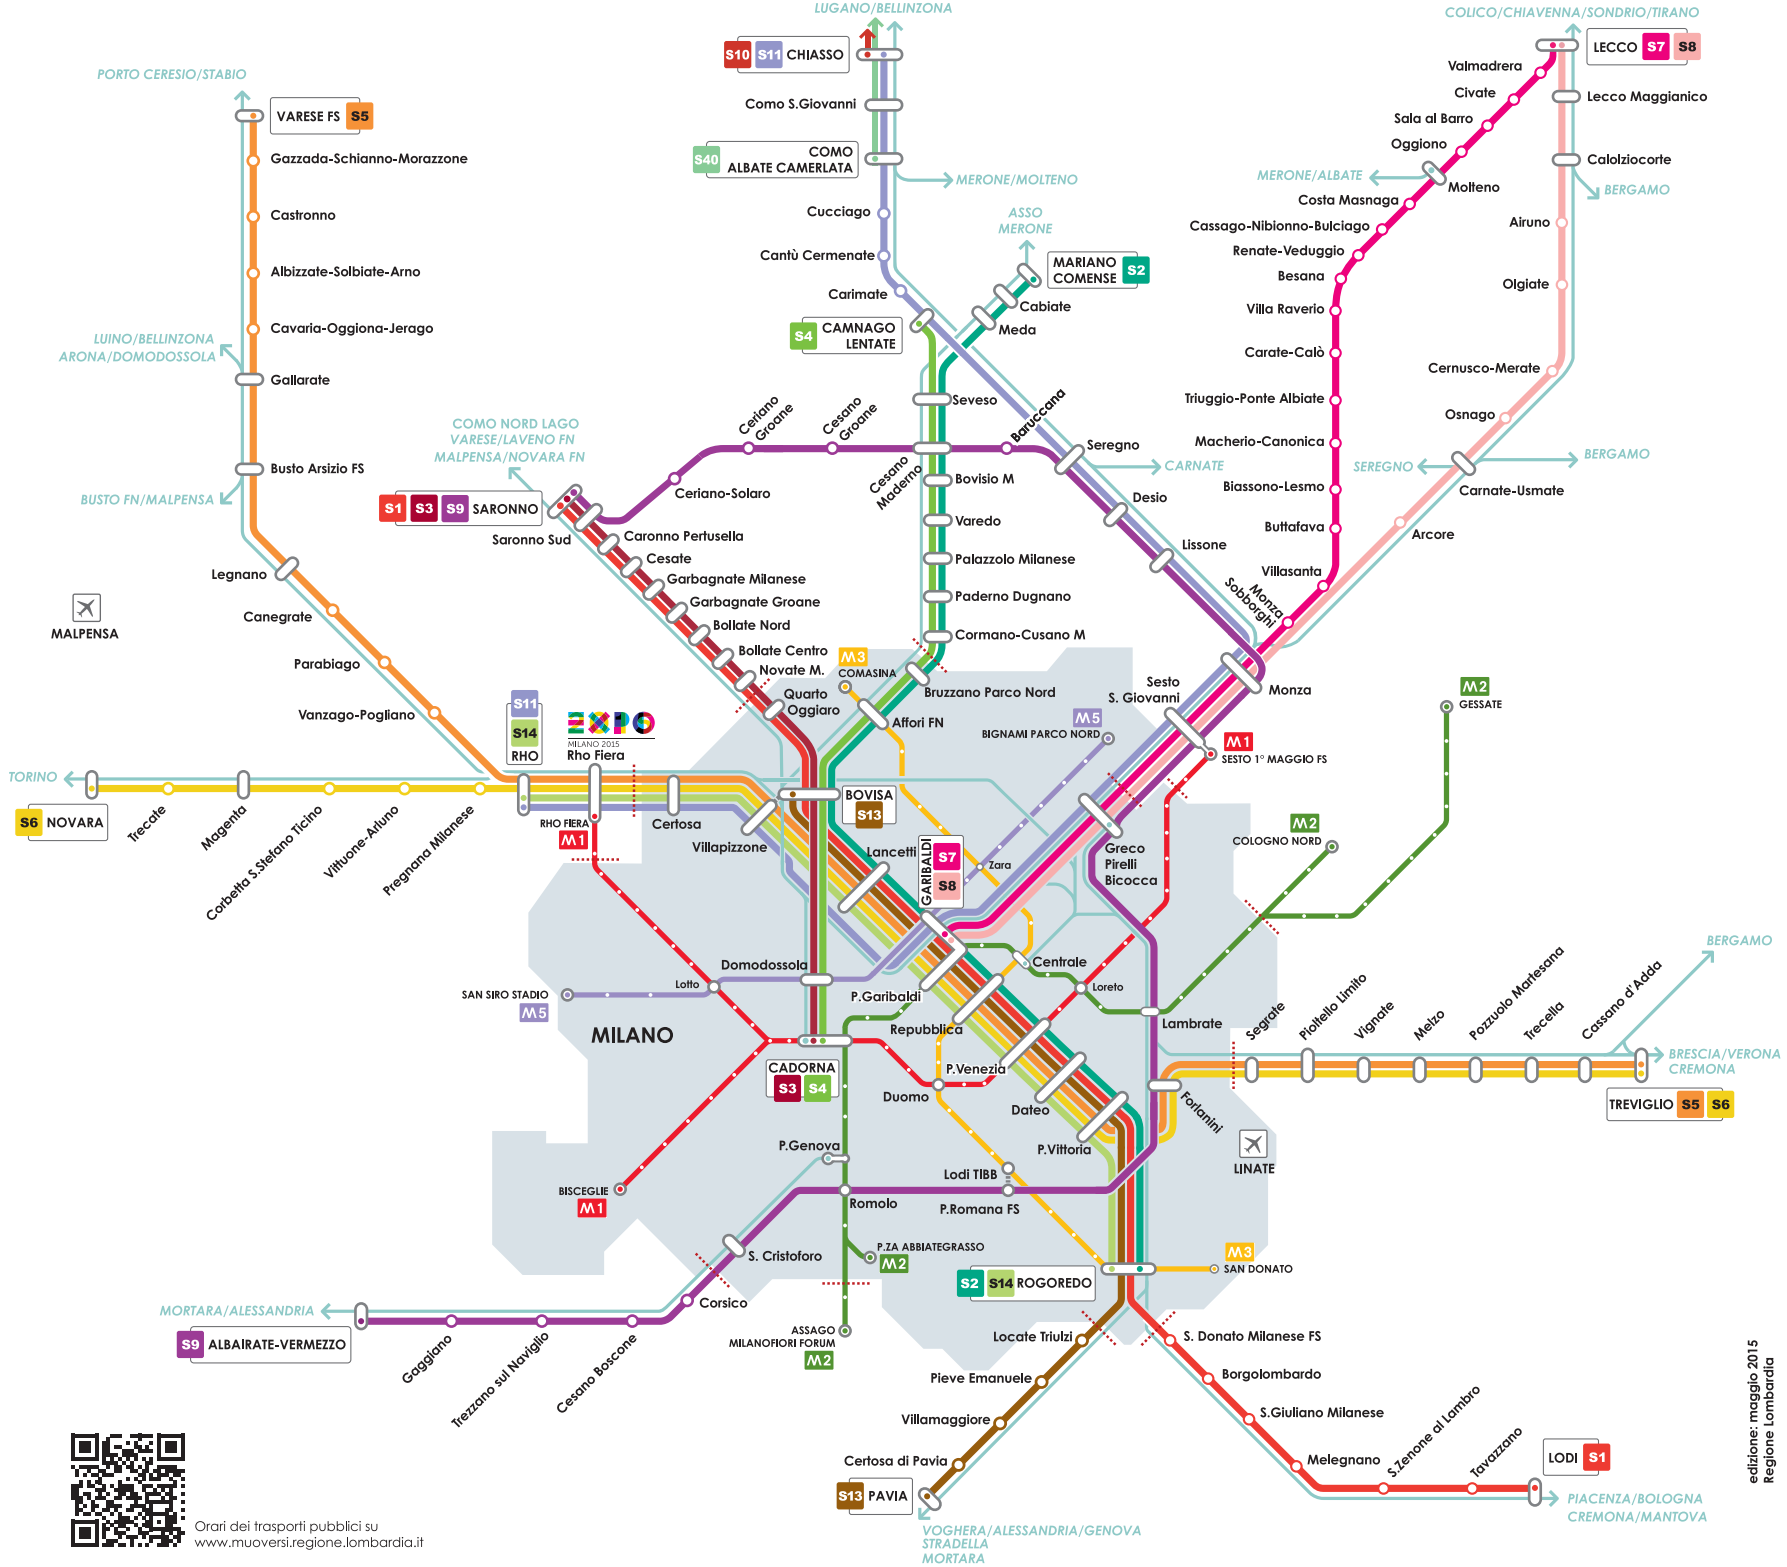 LUGANO/BELLINZONA
COLICO/CHIAVENNA/SONDRIO/TIRANO
S10 S11 CHIASSO
LECCO S7 S8
Valmadrera
Civate
Sala al Barro
Oggiono
Molteno
MERONE/ALBATE
Costa Masnaga
Cassago-Nibionno-Bulciago
Renate-Veduggio
Besana
Villa Raverio
Carate-Calò
Triuggio-Ponte Albiate
Macherio-Canonica
Biassono-Lesmo
Buttafava
Villasanta
Monza
Sobborghi
Lecco Maggianico
Calolziocorte
BERGAMO
Airuno
Olgiate
Cernusco-Merate
Osnago
SEREGNO
BERGAMO
Carnate-Usmate
Arcore
PORTO CERESIO/STABIO
VARESE FS S5
Gazzada-Schianno-Morazzone
Castronno
Albizzate-Solbiate-Arno
Cavaria-Oggiona-Jerago
LUINO/BELLINZONA
ARONA/DOMODOSSOLA
Gallarate
Busto Arsizio FS
BUSTO FN/MALPENSA
Legnano
Canegrate
Parabiago
Vanzago-Pogliano
MALPENSA
Como S.Giovanni
S40 COMO
ALBATE CAMERLATA
MERONE/MOLTENO
Cucciago
Cantù Cermenate
Carimate
ASSO
MERONE
MARIANO
COMENSE S2
Cabiate
Meda
S4 CAMNAGO
LENTATE
Seveso
Baruccana
Seregno
CARNATE
Desio
Lissone
Cesano
Maderno
Bovisio M
Varedo
Palazzolo Milanese
Paderno Dugnano
Cormano-Cusano M
Bruzzano Parco Nord
Affori FN
COMO NORD LAGO
VARESE/LAVENO FN
MALPENSA/NOVARA FN
Ceriano
Groane
Cesano
Groane
Ceriano-Solaro
S1 S3 S9 SARONNO
Saronno Sud
Caronno Pertusella
Cesate
Garbagnate Milanese
Garbagnate Groane
Bollate Nord
Bollate Centro
Novate M.
Quarto
Oggiaro
M3
COMASINA
M5
BIGNAMI PARCO NORD
Sesto
S. Giovanni
Monza
M1
SESTO 1° MAGGIO FS
M2
GESSATE
M2
COLOGNO NORD
S11
S14
RHO
EXPO
MILANO 2015
Rho Fiera
RHO FIERA
M1
TORINO
S6 NOVARA
Trecate
Magenta
Corbetta S.Stefano Ticino
Vittuone-Arluno
Pregnana Milanese
Certosa
Villapizzone
BOVISA
S13
Lancetti
GARIBALDI
S7
S8
Zara
Greco
Pirelli
Bicocca
Domodossola
Lotto
SAN SIRO STADIO
M5
MILANO
P.Garibaldi
Centrale
Loreto
Repubblica
Lambrate
CADORNA
S3 S4
P.Venezia
Duomo
Dateo
P.Vittoria
Forlanini
LINATE
Segrate
Pioltello Limito
Vignate
Melzo
Pozzuolo Martesana
Trecella
Cassano d'Adda
BERGAMO
BRESCIA/VERONA
CREMONA
TREVIGLIO S5 S6
P.Genova
BISCEGLIE
M1
Romolo
Lodi TIBB
P.Romana FS
P.ZA ABBIATEGRASSO
M2
S. Cristoforo
Corsico
MORTARA/ALESSANDRIA
S9 ALBAIRATE-VERMEZZO
Gaggiano
Trezzano sul Naviglio
Cesano Boscone
ASSAGO
MILANOFIORI FORUM
M2
S2 S14 ROGOREDO
M3
SAN DONATO
Locate Triulzi
Pieve Emanuele
Villamaggiore
Certosa di Pavia
S13 PAVIA
VOGHERA/ALESSANDRIA/GENOVA
STRADELLA
MORTARA
S. Donato Milanese FS
Borgolombardo
S.Giuliano Milanese
Melegnano
S.Zenone al Lambro
Tavazzano
LODI S1
PIACENZA/BOLOGNA
CREMONA/MANTOVA
Orari dei trasporti pubblici su
www.muoversi.regione.lombardia.it
edizione: maggio 2015
Regione Lombardia